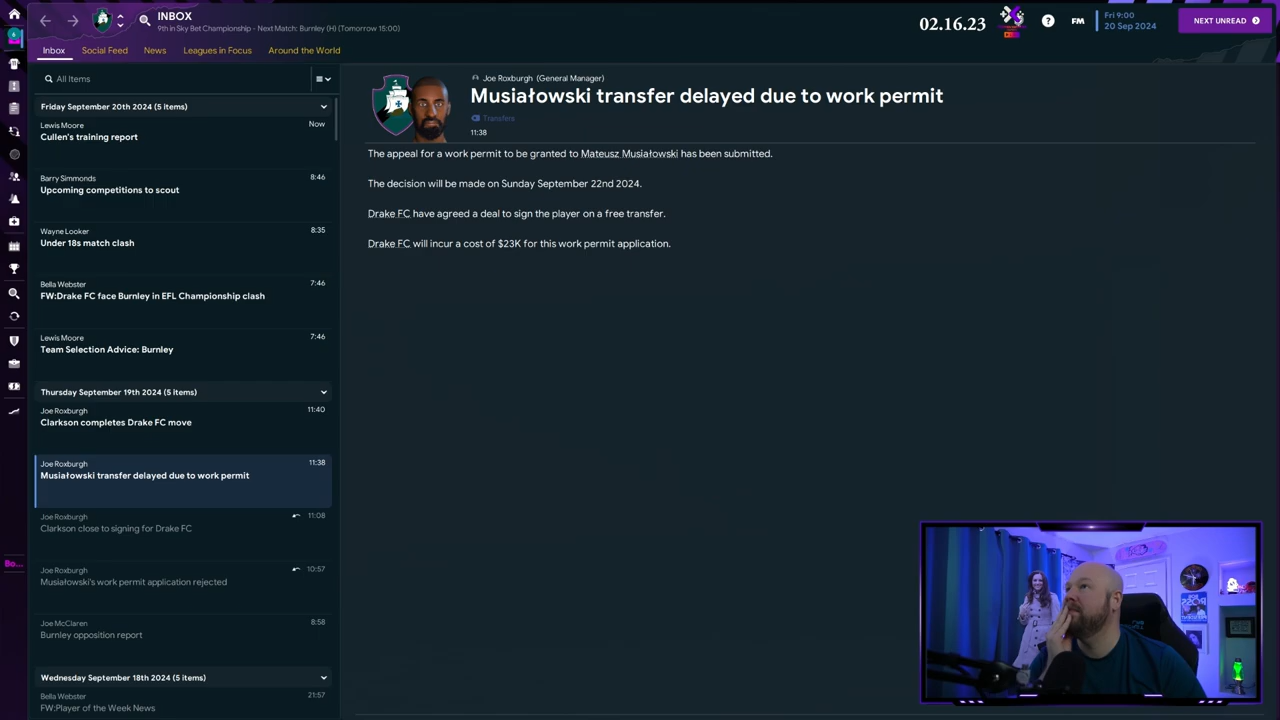 INBOX
9th in Sky Bet Championship - Next Match: Burnley (H) (Tomorrow 15:00)
02.16.23
FM
Fri 9:00
20 Sep 2024
NEXT UNREAD
Inbox
Social Feed
News
Leagues in Focus
Around the World
All Items
Friday September 20th 2024 (5 items)
Lewis Moore
Now
Cullen's training report
Barry Simmonds
8:46
Upcoming competitions to scout
Wayne Looker
8:35
Under 18s match clash
Bella Webster
7:46
FW:Drake FC face Burnley in EFL Championship clash
Lewis Moore
7:46
Team Selection Advice: Burnley
Thursday September 19th 2024 (5 items)
Joe Roxburgh
11:40
Clarkson completes Drake FC move
Joe Roxburgh
11:38
Musiałowski transfer delayed due to work permit
Joe Roxburgh
11:08
Clarkson close to signing for Drake FC
Joe Roxburgh
10:57
Musiałowski's work permit application rejected
Joe McClaren
8:58
Burnley opposition report
Wednesday September 18th 2024 (5 items)
Bella Webster
21:57
FW:Player of the Week News
Bo...
Joe Roxburgh (General Manager)
Musiałowski transfer delayed due to work permit
Transfers
11:38
The appeal for a work permit to be granted to Mateusz Musiałowski has been submitted.
The decision will be made on Sunday September 22nd 2024.
Drake FC have agreed a deal to sign the player on a free transfer.
Drake FC will incur a cost of $23K for this work permit application.